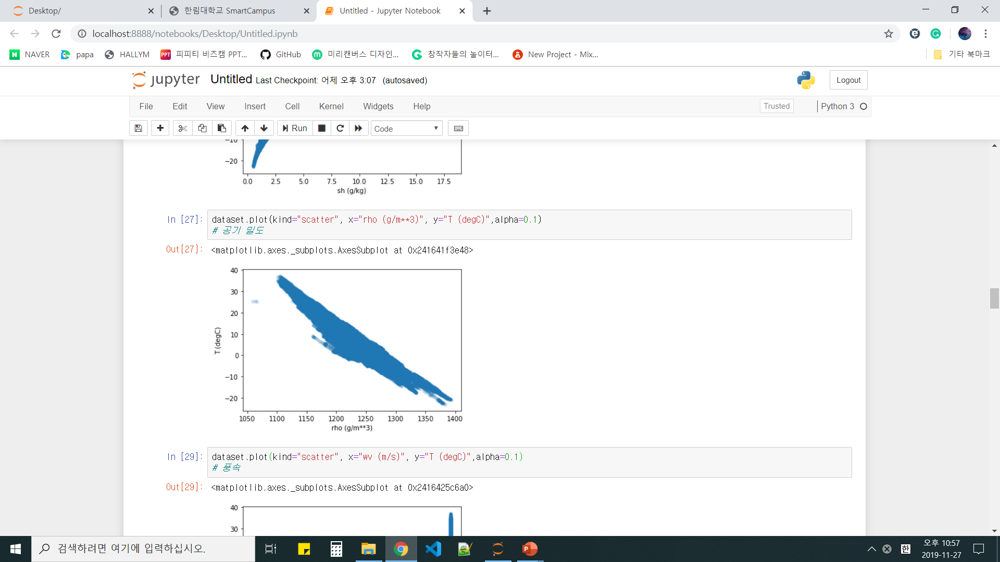 Desktop/
한림대학교 SmartCampus
Untitled - Jupyter Notebook
localhost:8888/notebooks/Desktop/Untitled.ipynb
N NAVER
papa
HALLYM
PPT 피피티 비즈캠 PPT...
GitHub
m 미리캔버스 디자인...
창작자들의 놀이터...
New Project - Mix...
기타 북마크
jupyter Untitled Last Checkpoint: 어제 오후 3:07 (autosaved)
Logout
File Edit View Insert Cell Kernel Widgets Help
Trusted
Python 3
Run
Code
−10
−20
0.0 2.5 5.0 7.5 10.0 12.5 15.0 17.5
sh (g/kg)
In [27]: dataset.plot(kind="scatter", x="rho (g/m**3)", y="T (degC)",alpha=0.1)
# 공기 밀도
Out[27]: <matplotlib.axes._subplots.AxesSubplot at 0x241641f3e48>
40
30
20
10
0
−10
−20
T (degC)
1050 1100 1150 1200 1250 1300 1350 1400
rho (g/m**3)
In [29]: dataset.plot(kind="scatter", x="wv (m/s)", y="T (degC)",alpha=0.1)
# 풍속
Out[29]: <matplotlib.axes._subplots.AxesSubplot at 0x2416425c6a0>
40
30
검색하려면 여기에 입력하십시오.
한
오후 10:57
2019-11-27